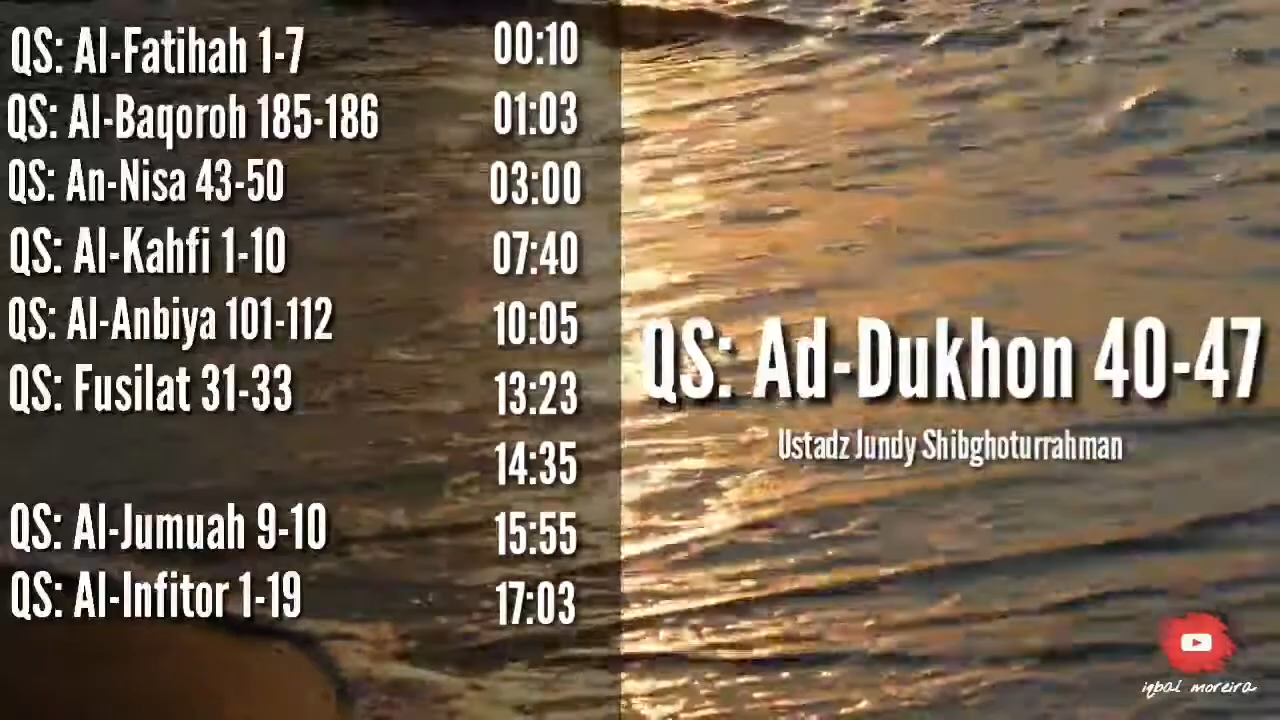 QS: Al-Fatihah 1-7 00:10
QS: Al-Baqoroh 185-186 01:03
QS: An-Nisa 43-50 03:00
QS: Al-Kahfi 1-10 07:40
QS: Al-Anbiya 101-112 10:05
QS: Fusilat 31-33 13:23
14:35
QS: Al-Jumuah 9-10 15:55
QS: Al-Infitor 1-19 17:03
QS: Ad-Dukhon 40-47
Ustadz Jundy Shibghoturrahman
iqbal moreira